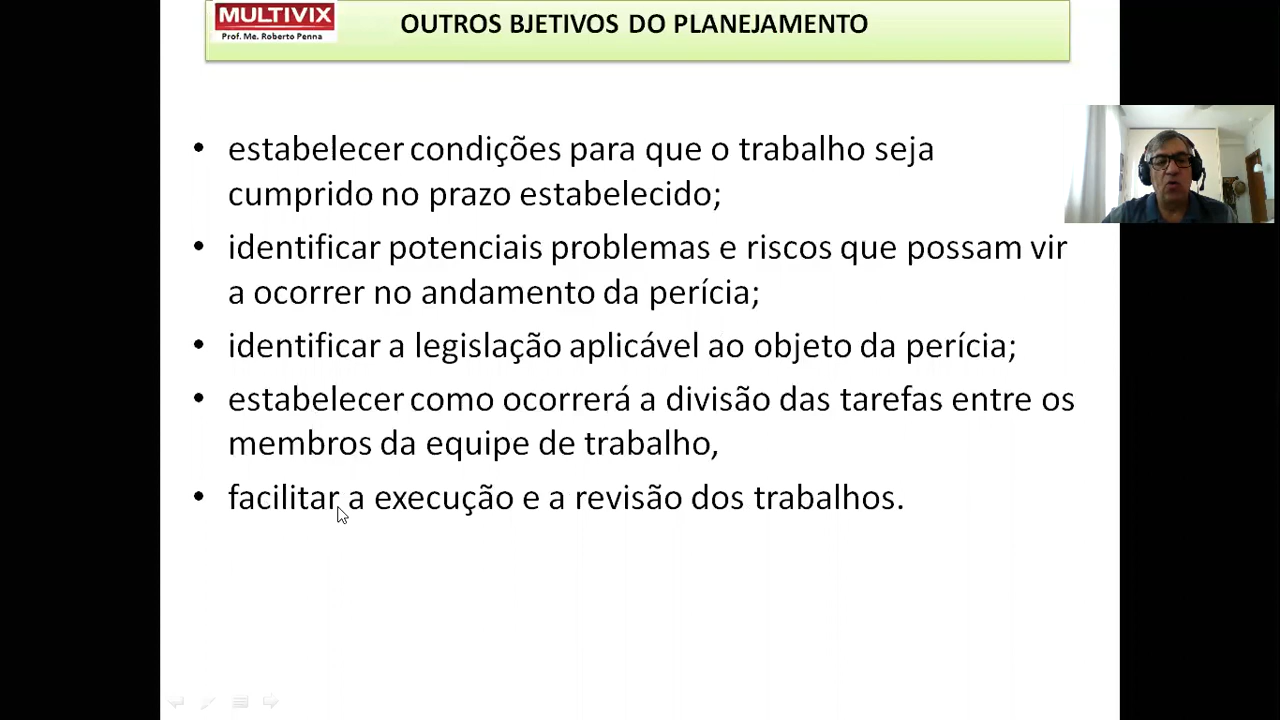 MULTIVIX
Prof. Me. Roberto Penna
OUTROS BJETIVOS DO PLANEJAMENTO
• estabelecer condições para que o trabalho seja
cumprido no prazo estabelecido;
• identificar potenciais problemas e riscos que possam vir
a ocorrer no andamento da perícia;
• identificar a legislação aplicável ao objeto da perícia;
• estabelecer como ocorrerá a divisão das tarefas entre os
membros da equipe de trabalho,
• facilitar a execução e a revisão dos trabalhos.